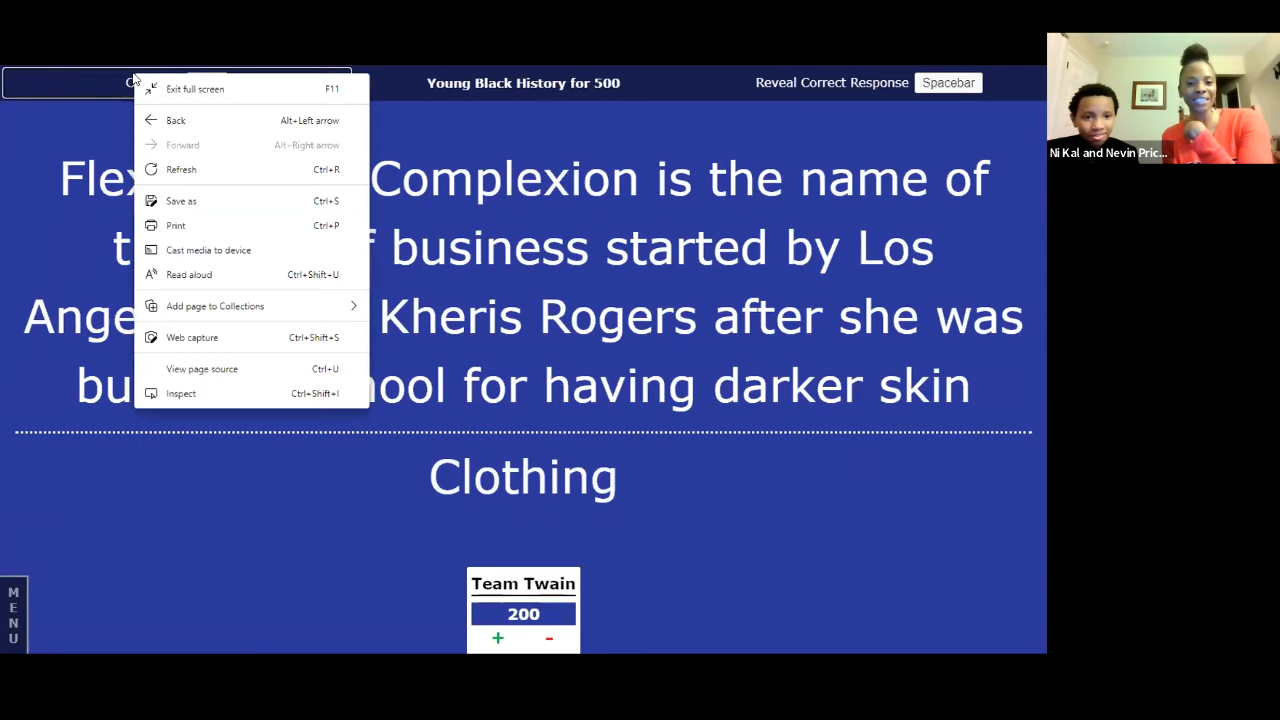 Young Black History for 500
Reveal Correct Response Spacebar
Exit full screen F11
Back Alt+Left arrow
Forward Alt+Right arrow
Refresh Ctrl+R
Save as Ctrl+S
Print Ctrl+P
Cast media to device
Read aloud Ctrl+Shift+U
Add page to Collections
Web capture Ctrl+Shift+S
View page source Ctrl+U
Inspect Ctrl+Shift+I
Complexion is the name of
business started by Los
Kheris Rogers after she was
for having darker skin
Clothing
Team Twain
200
+ -
MENU
Ni Kal and Nevin Pric...